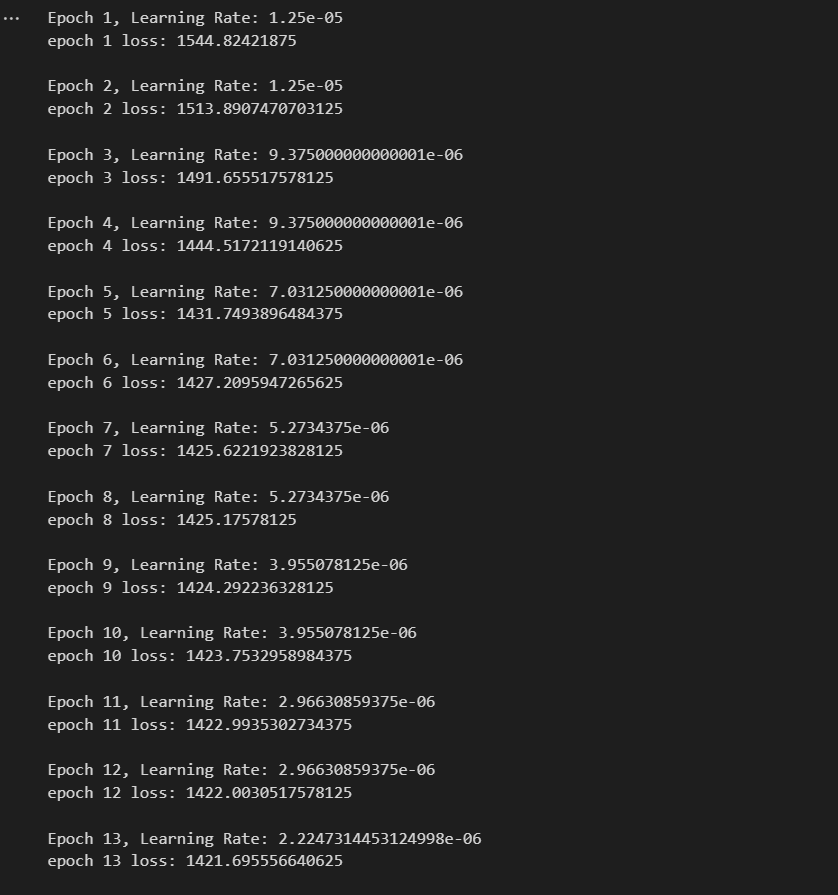 ...
Epoch 1, Learning Rate: 1.25e-05
epoch 1 loss: 1544.82421875
Epoch 2, Learning Rate: 1.25e-05
epoch 2 loss: 1513.8907470703125
Epoch 3, Learning Rate: 9.375000000000001e-06
epoch 3 loss: 1491.655517578125
Epoch 4, Learning Rate: 9.375000000000001e-06
epoch 4 loss: 1444.5172119140625
Epoch 5, Learning Rate: 7.031250000000001e-06
epoch 5 loss: 1431.7493896484375
Epoch 6, Learning Rate: 7.031250000000001e-06
epoch 6 loss: 1427.2095947265625
Epoch 7, Learning Rate: 5.2734375e-06
epoch 7 loss: 1425.6221923828125
Epoch 8, Learning Rate: 5.2734375e-06
epoch 8 loss: 1425.17578125
Epoch 9, Learning Rate: 3.955078125e-06
epoch 9 loss: 1424.292236328125
Epoch 10, Learning Rate: 3.955078125e-06
epoch 10 loss: 1423.7532958984375
Epoch 11, Learning Rate: 2.96630859375e-06
epoch 11 loss: 1422.9935302734375
Epoch 12, Learning Rate: 2.96630859375e-06
epoch 12 loss: 1422.0030517578125
Epoch 13, Learning Rate: 2.2247314453124998e-06
epoch 13 loss: 1421.695556640625